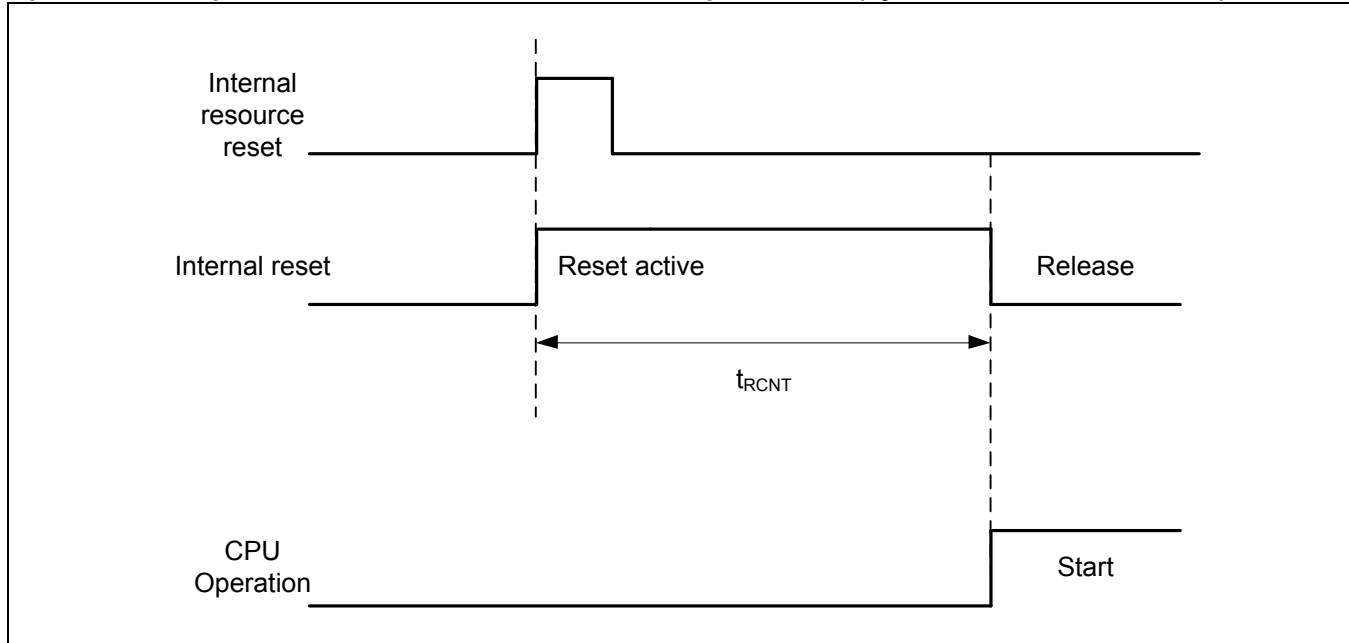 Internal
resource
reset
Internal reset
Reset active
Release
tRCNT
CPU
Operation
Start